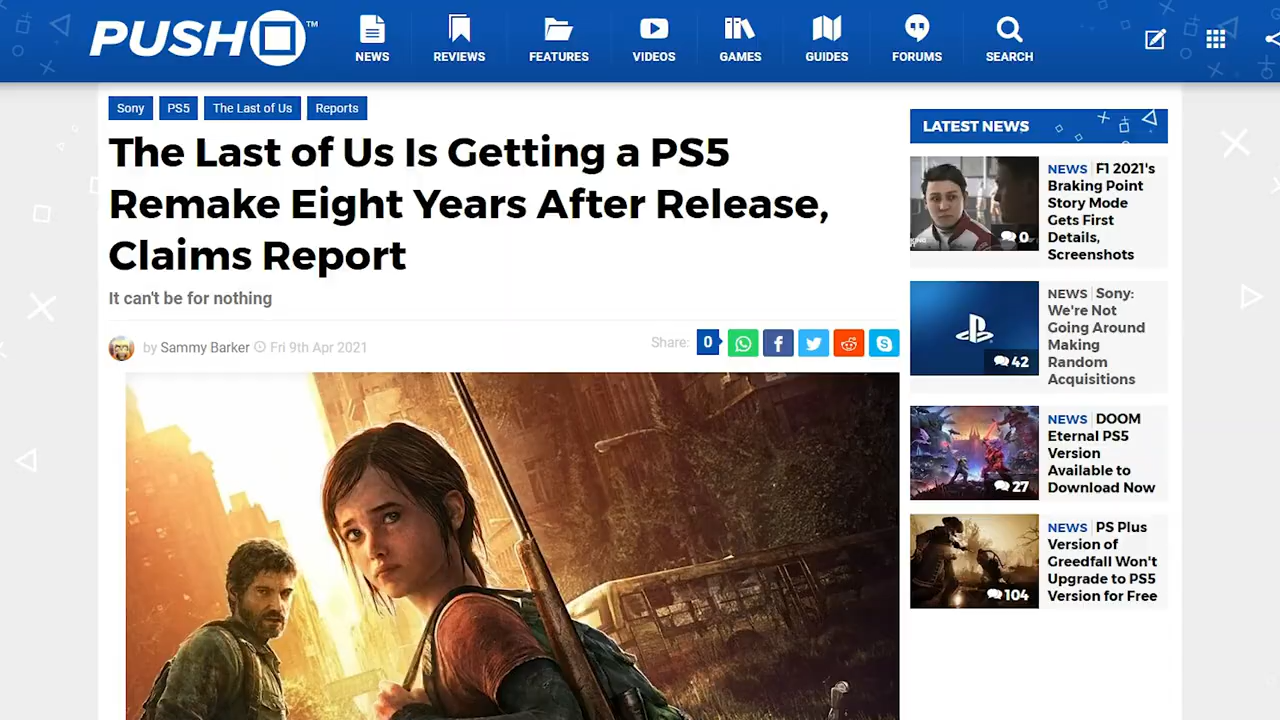 PUSH
TM
NEWS
REVIEWS
FEATURES
VIDEOS
GAMES
GUIDES
FORUMS
SEARCH
Sony
PS5
The Last of Us
Reports
The Last of Us Is Getting a PS5
Remake Eight Years After Release,
Claims Report
It can't be for nothing
by Sammy Barker Fri 9th Apr 2021
Share: 0
LATEST NEWS
NEWS F1 2021's
Braking Point
Story Mode
Gets First
Details,
Screenshots
0
NEWS Sony:
We're Not
Going Around
Making
Random
Acquisitions
42
NEWS DOOM
Eternal PS5
Version
Available to
Download Now
27
NEWS PS Plus
Version of
Greedfall Won't
Upgrade to PS5
Version for Free
104